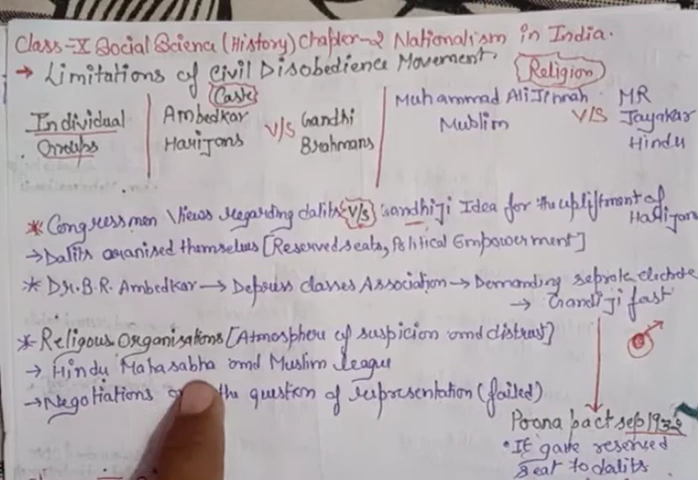 Class-X Social Science (History) Chapter-2 Nationalism in India.
→ Limitations of Civil Disobedience Movement.
Caste
Religion
Individual Groups
Ambedkar Harijans V/S Gandhi Brahmans
Muhammad Ali Jinnah Muslim V/S MR Jayakar Hindu
* Congressmen Views regarding dalits V/S Gandhiji Idea for the upliftment of Harijan
→ Dalits organised themselves [Reserved seats, Political Empowerment]
* Dr. B.R. Ambedkar → Depress classes Association → Demanding seprate electorate
→ Gandiji fast
* Religous Organisations [Atmosphere of suspicion and distrust]
→ Hindu Mahasabha and Muslim league
→ Negotiations the question of representation (failed)
Poona pact sep
• It gave reserved
seat to dalits